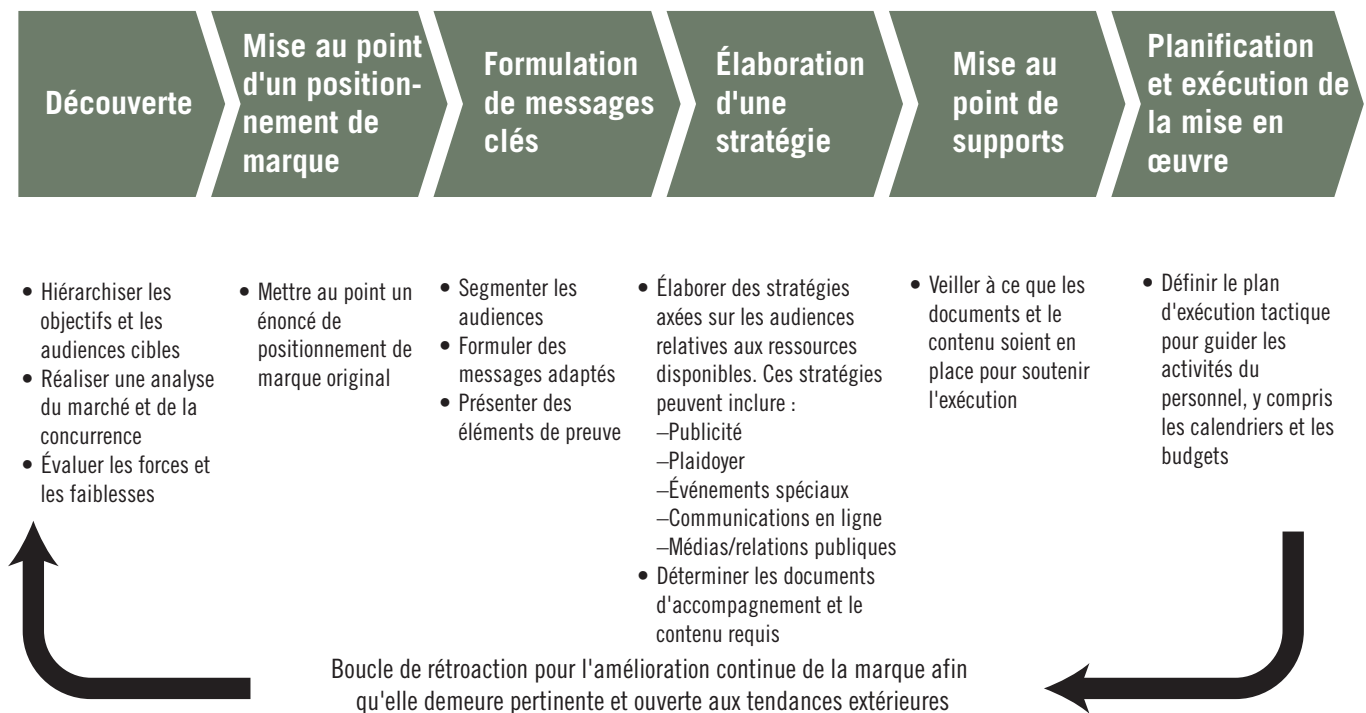 Découverte
Mise au point
d'un position-
nement de
marque
Formulation
de messages
clés
Élaboration
d'une
stratégie
Mise au
point de
supports
Planification
et exécution de
la mise en
œuvre
• Hiérarchiser les
objectifs et les
audiences cibles
• Réaliser une analyse
du marché et de la
concurrence
• Évaluer les forces et
les faiblesses
• Mettre au point un
énoncé de
positionnement de
marque original
• Segmenter les
audiences
• Formuler des
messages adaptés
• Présenter des
éléments de preuve
• Élaborer des stratégies
axées sur les audiences
relatives aux ressources
disponibles. Ces stratégies
peuvent inclure :
–Publicité
–Plaidoyer
–Événements spéciaux
–Communications en ligne
–Médias/relations publiques
• Déterminer les documents
d'accompagnement et le
contenu requis
• Veiller à ce que les
documents et le
contenu soient en
place pour soutenir
l'exécution
• Définir le plan
d'exécution tactique
pour guider les
activités du
personnel, y compris
les calendriers et les
budgets
Boucle de rétroaction pour l'amélioration continue de la marque afin
qu'elle demeure pertinente et ouverte aux tendances extérieures